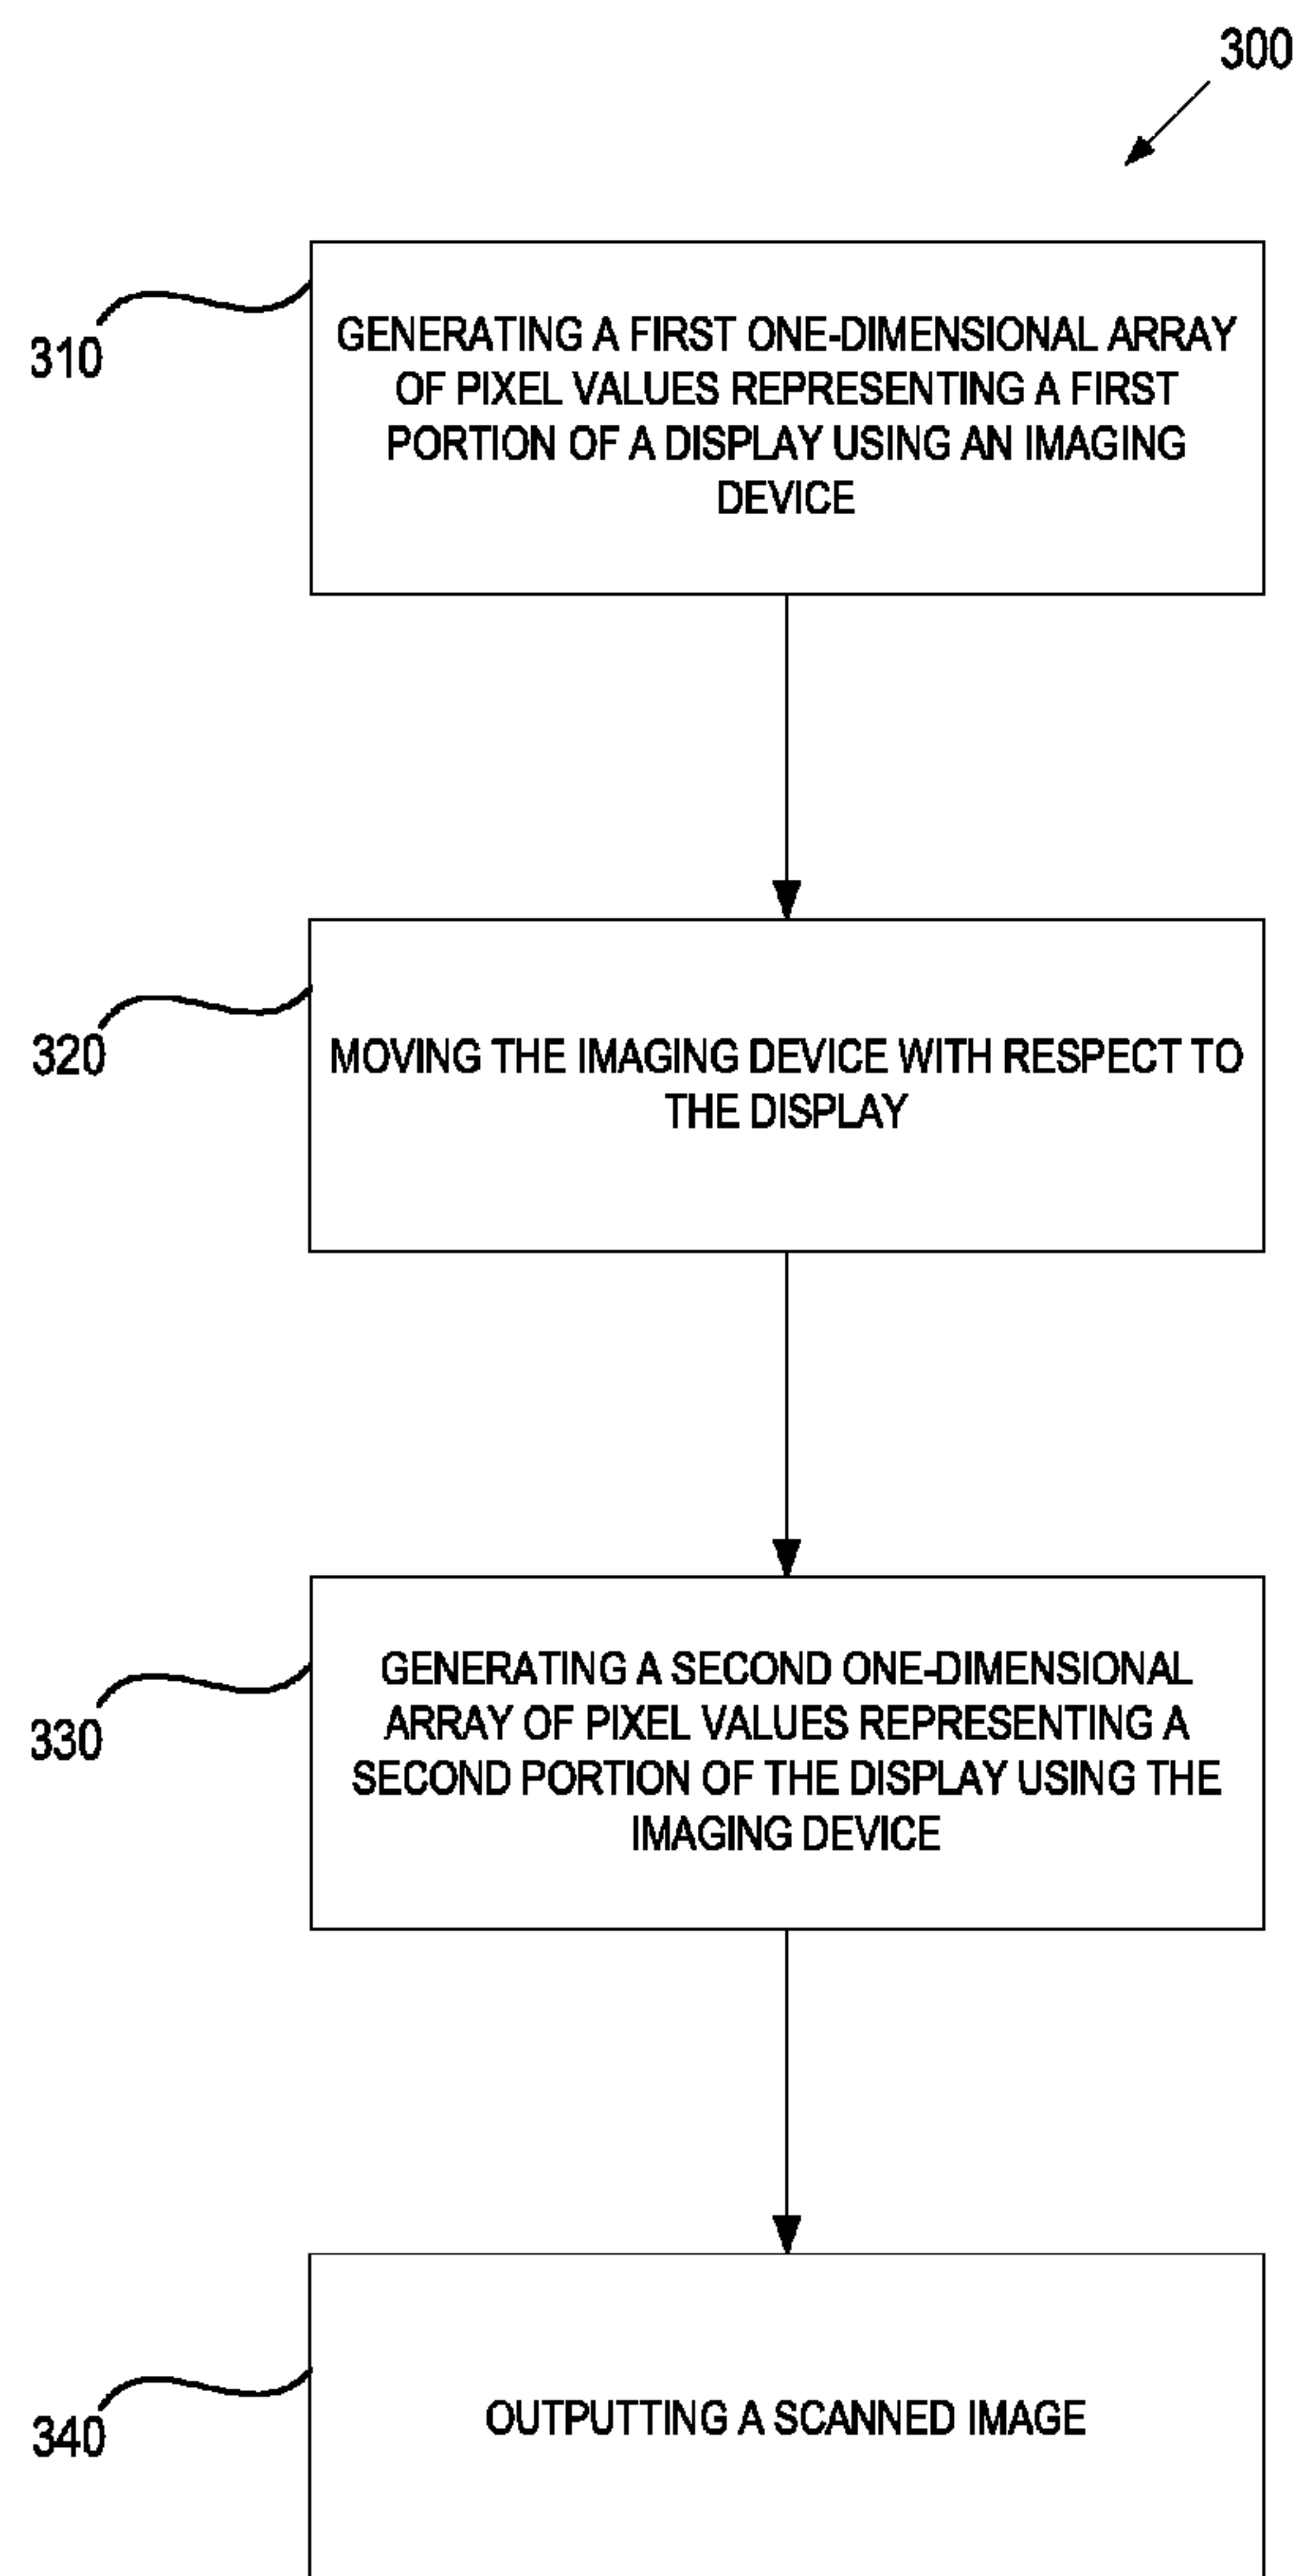 300
310
GENERATING A FIRST ONE-DIMENSIONAL ARRAY
OF PIXEL VALUES REPRESENTING A FIRST
PORTION OF A DISPLAY USING AN IMAGING
DEVICE
320
MOVING THE IMAGING DEVICE WITH RESPECT TO
THE DISPLAY
330
GENERATING A SECOND ONE-DIMENSIONAL
ARRAY OF PIXEL VALUES REPRESENTING A
SECOND PORTION OF THE DISPLAY USING THE
IMAGING DEVICE
340
OUTPUTTING A SCANNED IMAGE